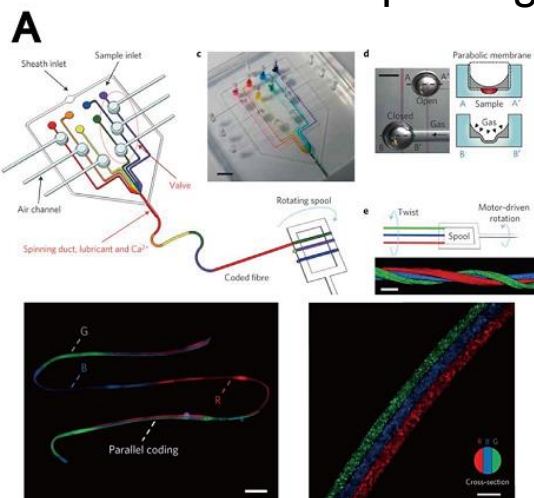 A
Sheath inlet
Sample inlet
Valve
Air channel
Spinning duct, lubricant and Ca²⁺
Coded fibre
Rotating spool
c
d
A A'
Open
Closed
Gas
B B'
Parabolic membrane
A Sample A'
Gas
B B'
e
Twist
Motor-driven
rotation
Spool
G
B
R
Parallel coding
R B G
Cross-section